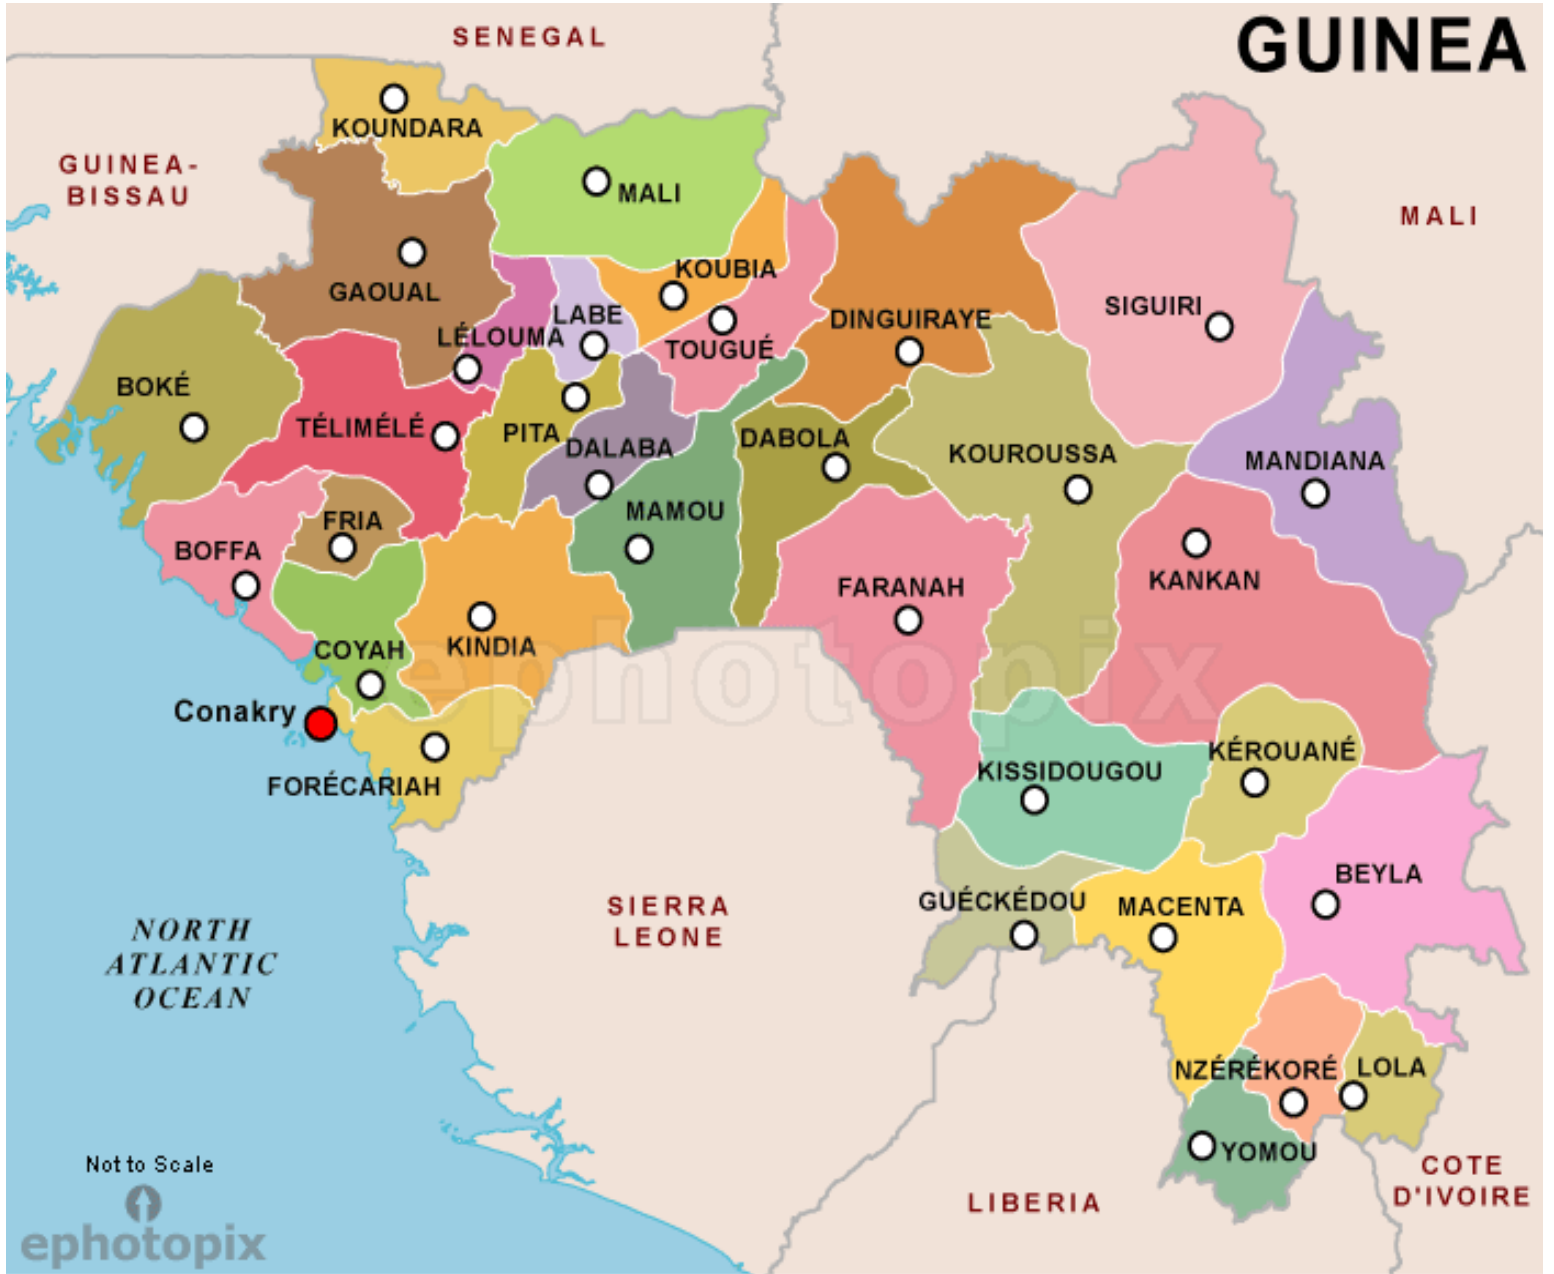 GUINEA
SENEGAL
KOUNDARA
GUINEA-
BISSAU
MALI
MALI
GAOUAL
KOUBIA
SIGUIRI
LABE
DINGUIRAYE
LÉLOUMA
TOUGUÉ
BOKÉ
TÉLIMÉLÉ
PITA
DALABA
DABOLA
KOUROUSSA
MANDIANA
FRIA
MAMOU
BOFFA
FARANAH
KANKAN
COYAH
KINDIA
ephotopix
Conakry
FORÉCARIAH
KISSIDOUGOU
KÉROUANÉ
BEYLA
GUÉCKÉDOU
MACENTA
SIERRA
LEONE
NORTH
ATLANTIC
OCEAN
NZÉRÉKORÉ
LOLA
YOMOU
Not to Scale
COTE
D'IVOIRE
LIBERIA
ephotopix